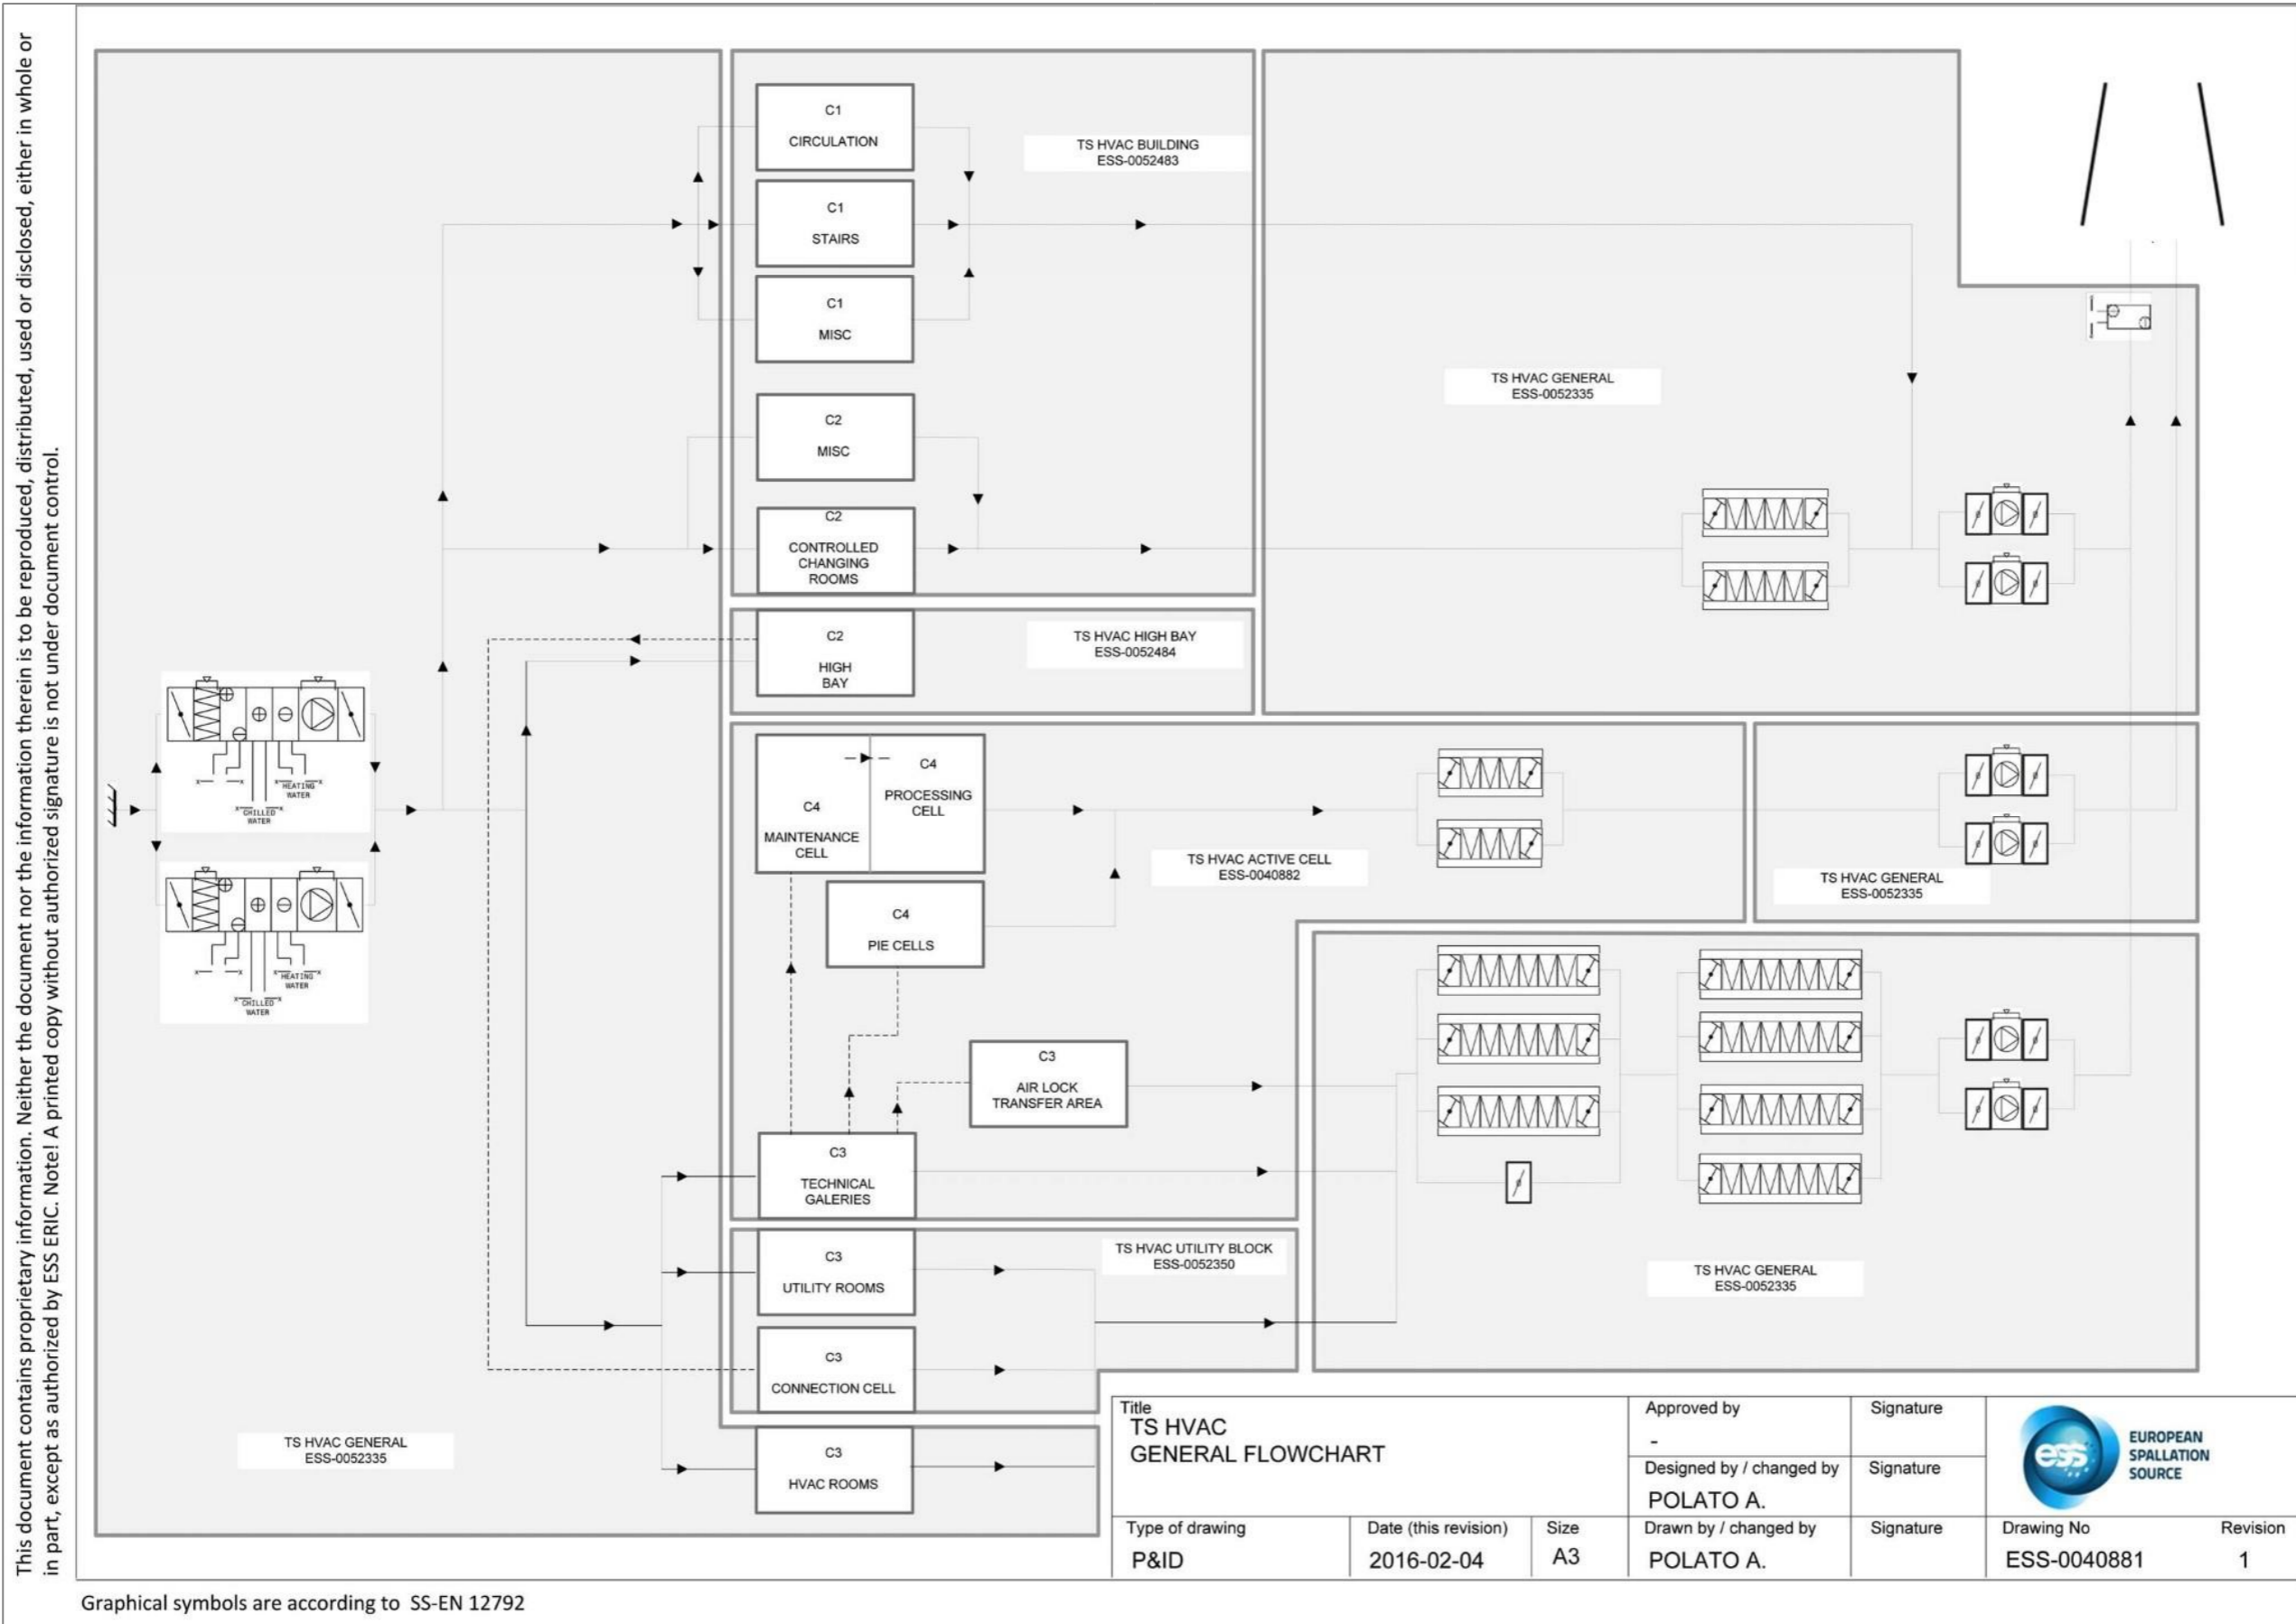 This document contains proprietary information. Neither the document nor the information therein is to be reproduced, distributed, used or disclosed, either in whole or
in part, except as authorized by ESS ERIC. Note! A printed copy without authorized signature is not under document control.
C1
CIRCULATION
TS HVAC BUILDING
ESS-0052483
C1
STAIRS
C1
MISC
TS HVAC GENERAL
ESS-0052335
C2
MISC
C2
CONTROLLED
CHANGING
ROOMS
C2
HIGH
BAY
TS HVAC HIGH BAY
ESS-0052484
x x
x HEATING x
WATER
x CHILLED x
WATER
x x
x HEATING x
WATER
x CHILLED x
WATER
C4
MAINTENANCE
CELL
C4
PROCESSING
CELL
TS HVAC ACTIVE CELL
ESS-0040882
TS HVAC GENERAL
ESS-0052335
C4
PIE CELLS
C3
AIR LOCK
TRANSFER AREA
C3
TECHNICAL
GALERIES
C3
UTILITY ROOMS
TS HVAC UTILITY BLOCK
ESS-0052350
TS HVAC GENERAL
ESS-0052335
C3
CONNECTION CELL
C3
HVAC ROOMS
TS HVAC GENERAL
ESS-0052335
Title
TS HVAC
GENERAL FLOWCHART
Approved by
-
Signature
Designed by / changed by
POLATO A.
Signature
ess
EUROPEAN
SPALLATION
SOURCE
Type of drawing
P&ID
Date (this revision)
2016-02-04
Size
A3
Drawn by / changed by
POLATO A.
Signature
Drawing No
ESS-0040881
Revision
1
Graphical symbols are according to SS-EN 12792